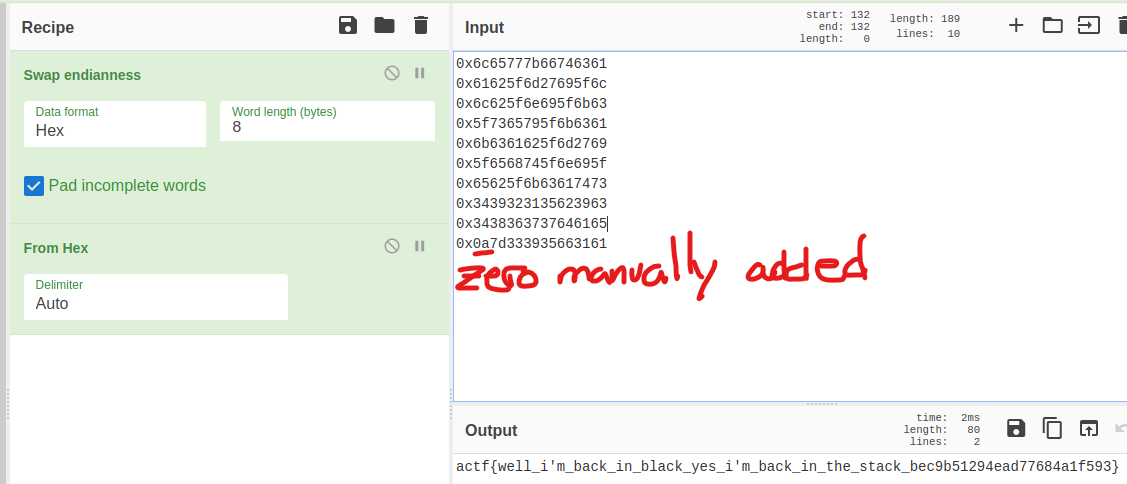 Recipe
Input
start: 132
end: 132
length: 0
length: 189
lines: 10
Swap endianness
Data format
Hex
Word length (bytes)
8
Pad incomplete words
From Hex
Delimiter
Auto
0x6c65777b66746361
0x61625f6d27695f6c
0x6c625f6e695f6b63
0x5f7365795f6b6361
0x6b6361625f6d2769
0x5f6568745f6e695f
0x65625f6b63617473
0x3439323135623963
0x3438363737646165
0x0a7d333935663161
zero manually added
Output
time: 2ms
length: 80
lines: 2
actf{well_i'm_back_in_black_yes_i'm_back_in_the_stack_bec9b51294ead77684a1f593}